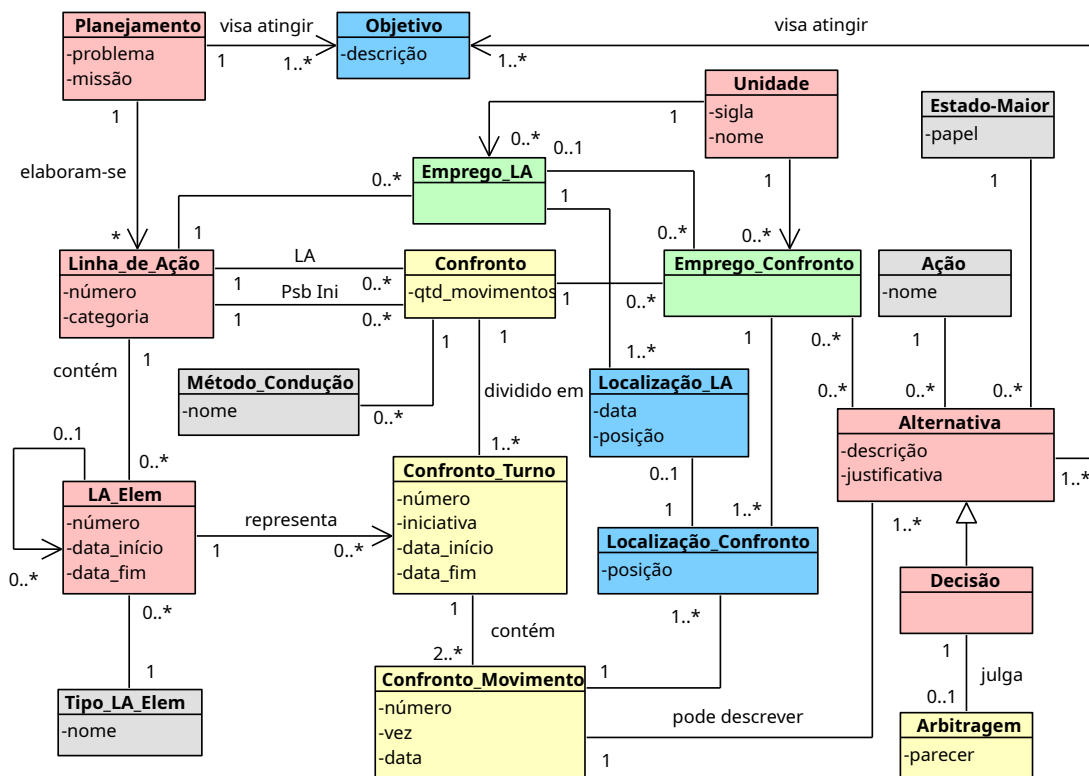 Planejamento
-problema
-missão
visa atingir
1
1..*
Objetivo
-descrição
visa atingir
1..*
Unidade
-sigla
-nome
1
0..*
0..1
Estado-Maior
-papel
1
1
elaboram-se
*
Emprego_LA
0..*
1
1
1
0..*
0..*
Linha_de_Ação
-número
-categoria
LA
1
0..*
Psb Ini
1
0..*
Confronto
-qtd_movimentos
1
0..*
Emprego_Confronto
Ação
-nome
1
1
1
0..*
1
contém
1
Método_Condução
-nome
0..*
dividido em
1..*
1..*
Localização_LA
-data
-posição
0..*
0..*
0..*
Alternativa
-descrição
-justificativa
1..*
1..*
0..1
0..*
LA_Elem
-número
-data_início
-data_fim
0..*
representa
1
0..*
Confronto_Turno
-número
-iniciativa
-data_início
-data_fim
0..1
1
1..*
Localização_Confronto
-posição
Decisão
0..*
1
Tipo_LA_Elem
-nome
1
contém
2..*
1..*
1
Confronto_Movimento
-número
-vez
-data
pode descrever
1
1
julga
0..1
Arbitragem
-parecer